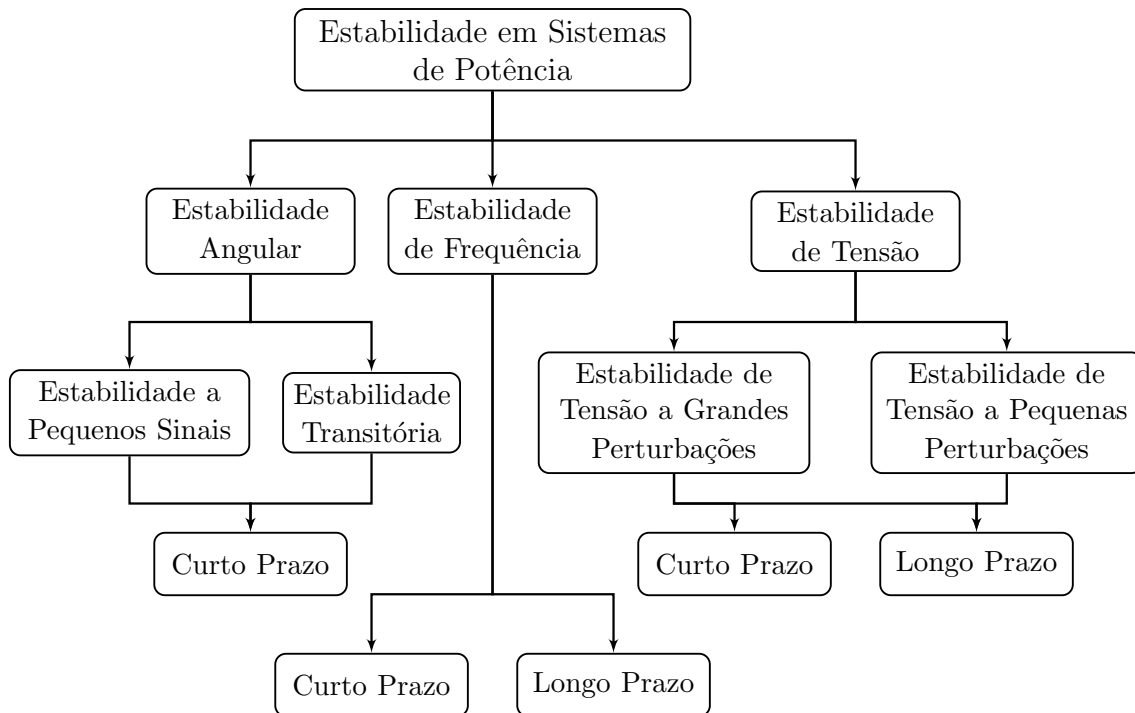 Estabilidade em Sistemas
de Potência
Estabilidade
Angular
Estabilidade
de Frequência
Estabilidade
de Tensão
Estabilidade a
Pequenos Sinais
Estabilidade
Transitória
Estabilidade de
Tensão a Grandes
Perturbações
Estabilidade de
Tensão a Pequenas
Perturbações
Curto Prazo
Curto Prazo
Longo Prazo
Curto Prazo
Longo Prazo